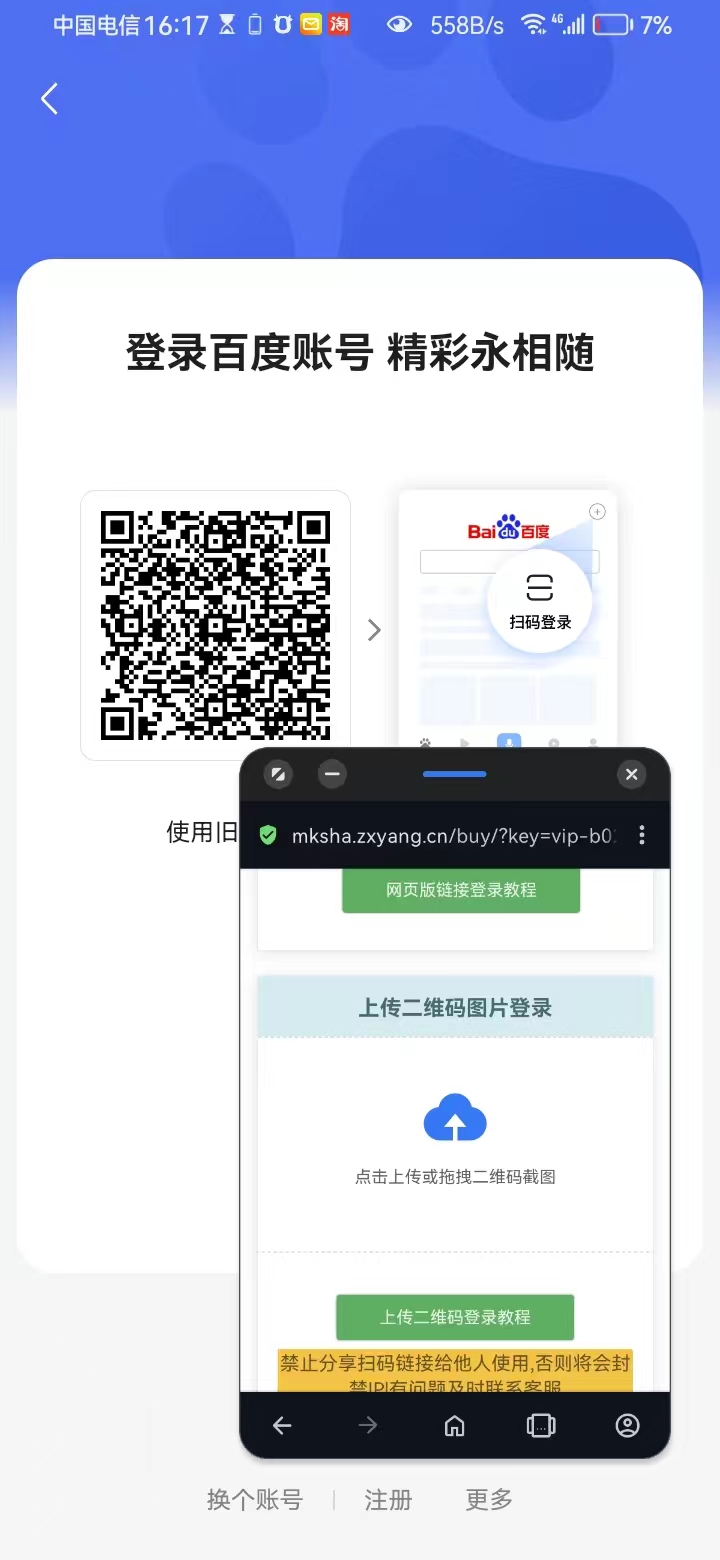 中国电信 16:17 淘 558B/s 4G 7%
登录百度账号 精彩永相随
Bai du 百度
扫码登录
使用旧
mksha.zxyang.cn/buy/?key=vip-b0
网页版链接登录教程
上传二维码图片登录
点击上传或拖拽二维码截图
上传二维码登录教程
禁止分享扫码链接给他人使用,否则将会封
禁IP!有问题及时联系客服
换个账号 | 注册 更多